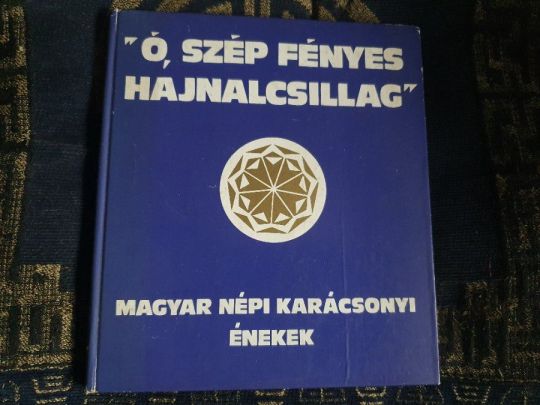 "Ó, SZÉP FÉNYES
HAJNALCSILLAG"
MAGYAR NÉPI KARÁCSONYI
ÉNEKEK